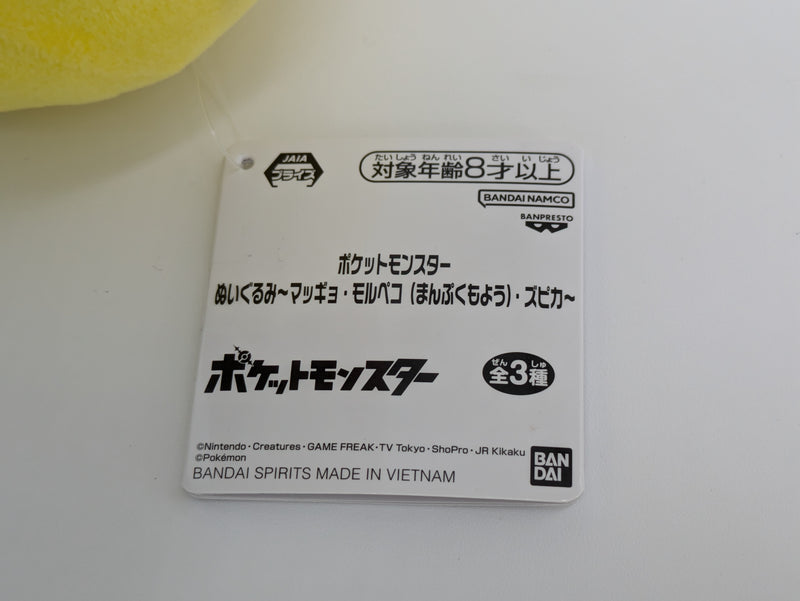 JAIA
プライズ
たいしょうねんれい さいいじょう
対象年齢8才以上
BANDAI NAMCO
BANPRESTO
ポケットモンスター
ぬいぐるみ～マッギョ・モルペコ（まんぷくもよう）・ズピカ～
ポケットモンスター
ぜん しゅ
全3種
©Nintendo・Creatures・GAME FREAK・TV Tokyo・ShoPro・JR Kikaku
©Pokémon
BANDAI SPIRITS MADE IN VIETNAM
BAN
DAI